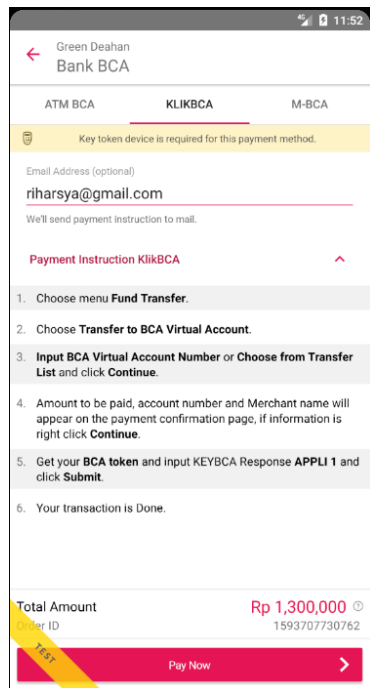 4G 11:52
Green Deahan
Bank BCA
ATM BCA KLIKBCA M-BCA
Key token device is required for this payment method.
Email Address (optional)
riharsya@gmail.com
We'll send payment instruction to mail.
Payment Instruction KlikBCA
1. Choose menu Fund Transfer.
2. Choose Transfer to BCA Virtual Account.
3. Input BCA Virtual Account Number or Choose from Transfer
List and click Continue.
4. Amount to be paid, account number and Merchant name will
appear on the payment confirmation page, if information is
right click Continue.
5. Get your BCA token and input KEYBCA Response APPLI 1 and
click Submit.
6. Your transaction is Done.
Total Amount Rp 1,300,000
Order ID 1593707730762
TEST
Pay Now